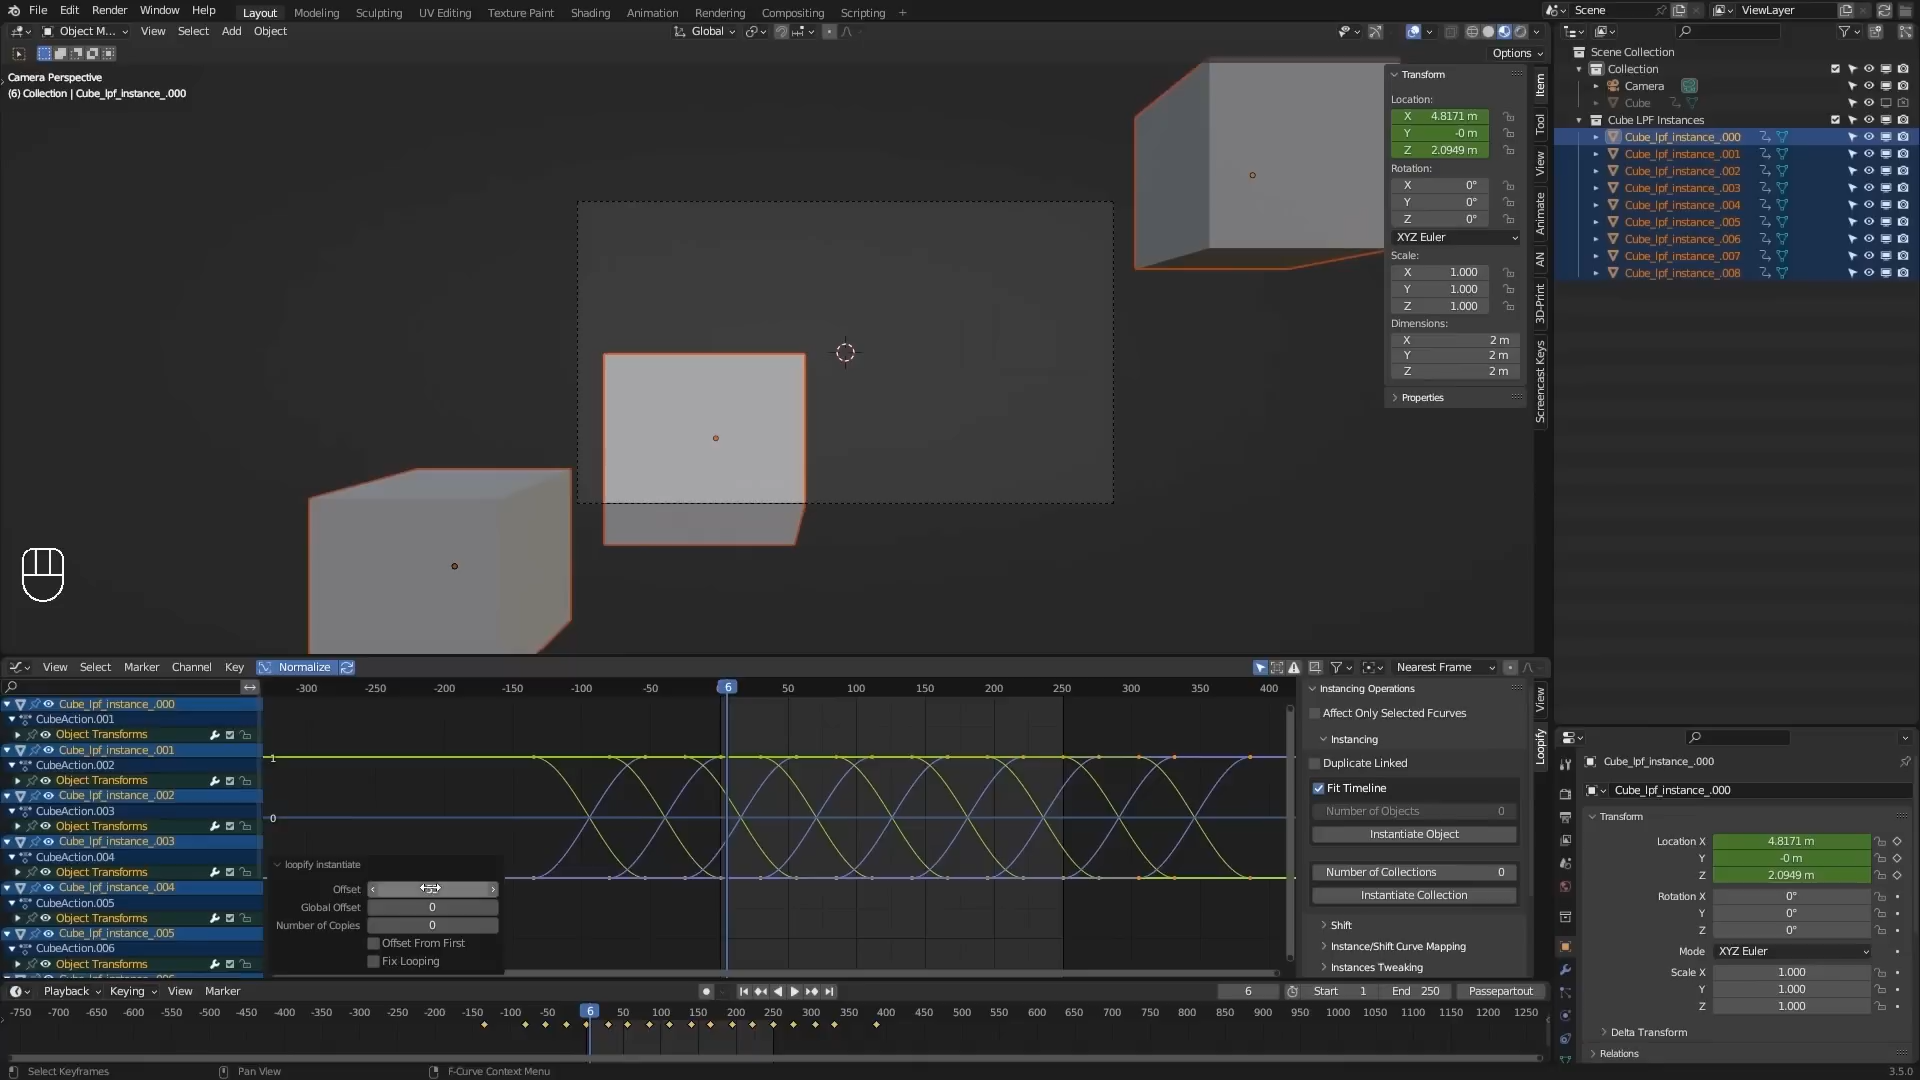 File Edit Render Window Help
Layout Modeling Sculpting UV Editing Texture Paint Shading Animation Rendering Compositing Scripting +
Scene
ViewLayer
Object M... View Select Add Object
Global
Options
Camera Perspective
(6) Collection | Cube_lpf_instance_.000
Transform
Location:
X 4.8171 m
Y -0 m
Z 2.0949 m
Rotation:
X 0°
Y 0°
Z 0°
XYZ Euler
Scale:
X 1.000
Y 1.000
Z 1.000
Dimensions:
X 2 m
Y 2 m
Z 2 m
Properties
Item
Tool
View
Animate
AN
3D-Print
Screencast Keys
Scene Collection
Collection
Camera
Cube
Cube LPF Instances
Cube_lpf_instance_.000
Cube_lpf_instance_.001
Cube_lpf_instance_.002
Cube_lpf_instance_.003
Cube_lpf_instance_.004
Cube_lpf_instance_.005
Cube_lpf_instance_.006
Cube_lpf_instance_.007
Cube_lpf_instance_.008
View Select Marker Channel Key Normalize
Nearest Frame
-300 -250 -200 -150 -100 -50 6 50 100 150 200 250 300 350 400
Cube_lpf_instance_.000
CubeAction.001
Object Transforms
Cube_lpf_instance_.001
CubeAction.002
Object Transforms
Cube_lpf_instance_.002
CubeAction.003
Object Transforms
Cube_lpf_instance_.003
CubeAction.004
Object Transforms
Cube_lpf_instance_.004
CubeAction.005
Object Transforms
Cube_lpf_instance_.005
CubeAction.006
Object Transforms
1
0
loopify instantiate
Offset
Global Offset 0
Number of Copies 0
Offset From First
Fix Looping
Instancing Operations
Affect Only Selected Fcurves
Instancing
Duplicate Linked
Fit Timeline
Number of Objects 0
Instantiate Object
Number of Collections 0
Instantiate Collection
Shift
Instance/Shift Curve Mapping
Instances Tweaking
View
Loopify
Cube_lpf_instance_.000
Cube_lpf_instance_.000
Transform
Location X 4.8171 m
Y -0 m
Z 2.0949 m
Rotation X 0°
Y 0°
Z 0°
Mode XYZ Euler
Scale X 1.000
Y 1.000
Z 1.000
Delta Transform
Relations
Playback Keying View Marker
6 Start 1 End 250 Passepartout
-750 -700 -650 -600 -550 -500 -450 -400 -350 -300 -250 -200 -150 -100 -50 6 50 100 150 200 250 300 350 400 450 500 550 600 650 700 750 800 850 900 950 1000 1050 1100 1150 1200 1250
Select Keyframes Pan View F-Curve Context Menu
3.5.0